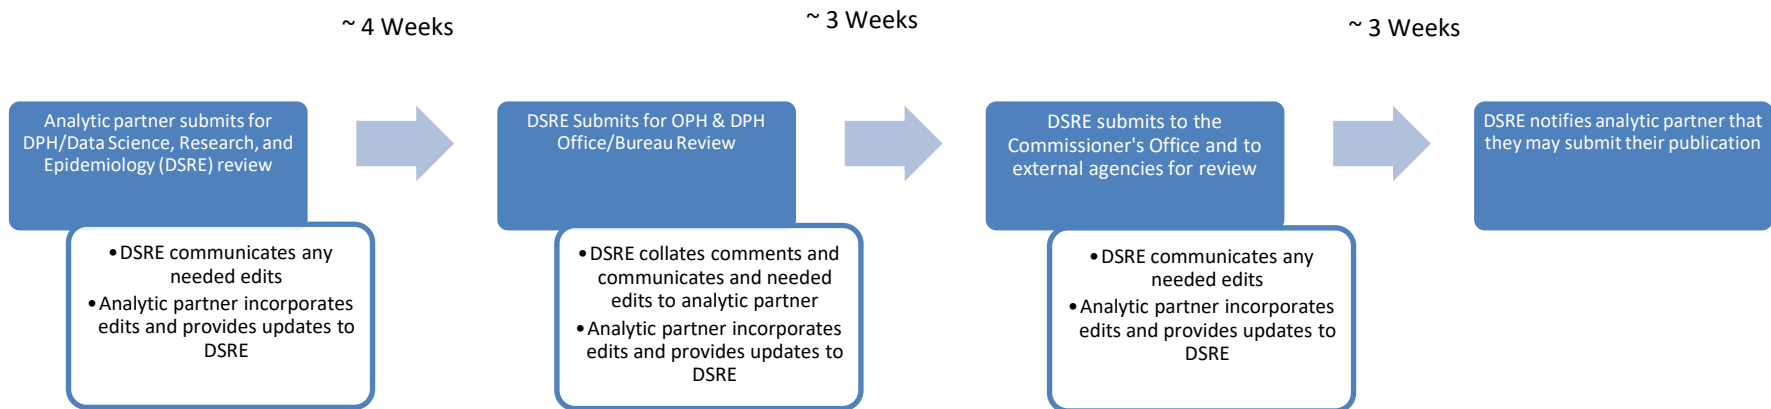 ~ 4 Weeks
~ 3 Weeks
~ 3 Weeks
Analytic partner submits for
DPH/Data Science, Research, and
Epidemiology (DSRE) review
•DSRE communicates any
needed edits
•Analytic partner incorporates
edits and provides updates to
DSRE
DSRE Submits for OPH & DPH
Office/Bureau Review
•DSRE collates comments and
communicates and needed
edits to analytic partner
•Analytic partner incorporates
edits and provides updates to
DSRE
DSRE submits to the
Commissioner's Office and to
external agencies for review
•DSRE communicates any
needed edits
•Analytic partner incorporates
edits and provides updates to
DSRE
DSRE notifies analytic partner that
they may submit their publication